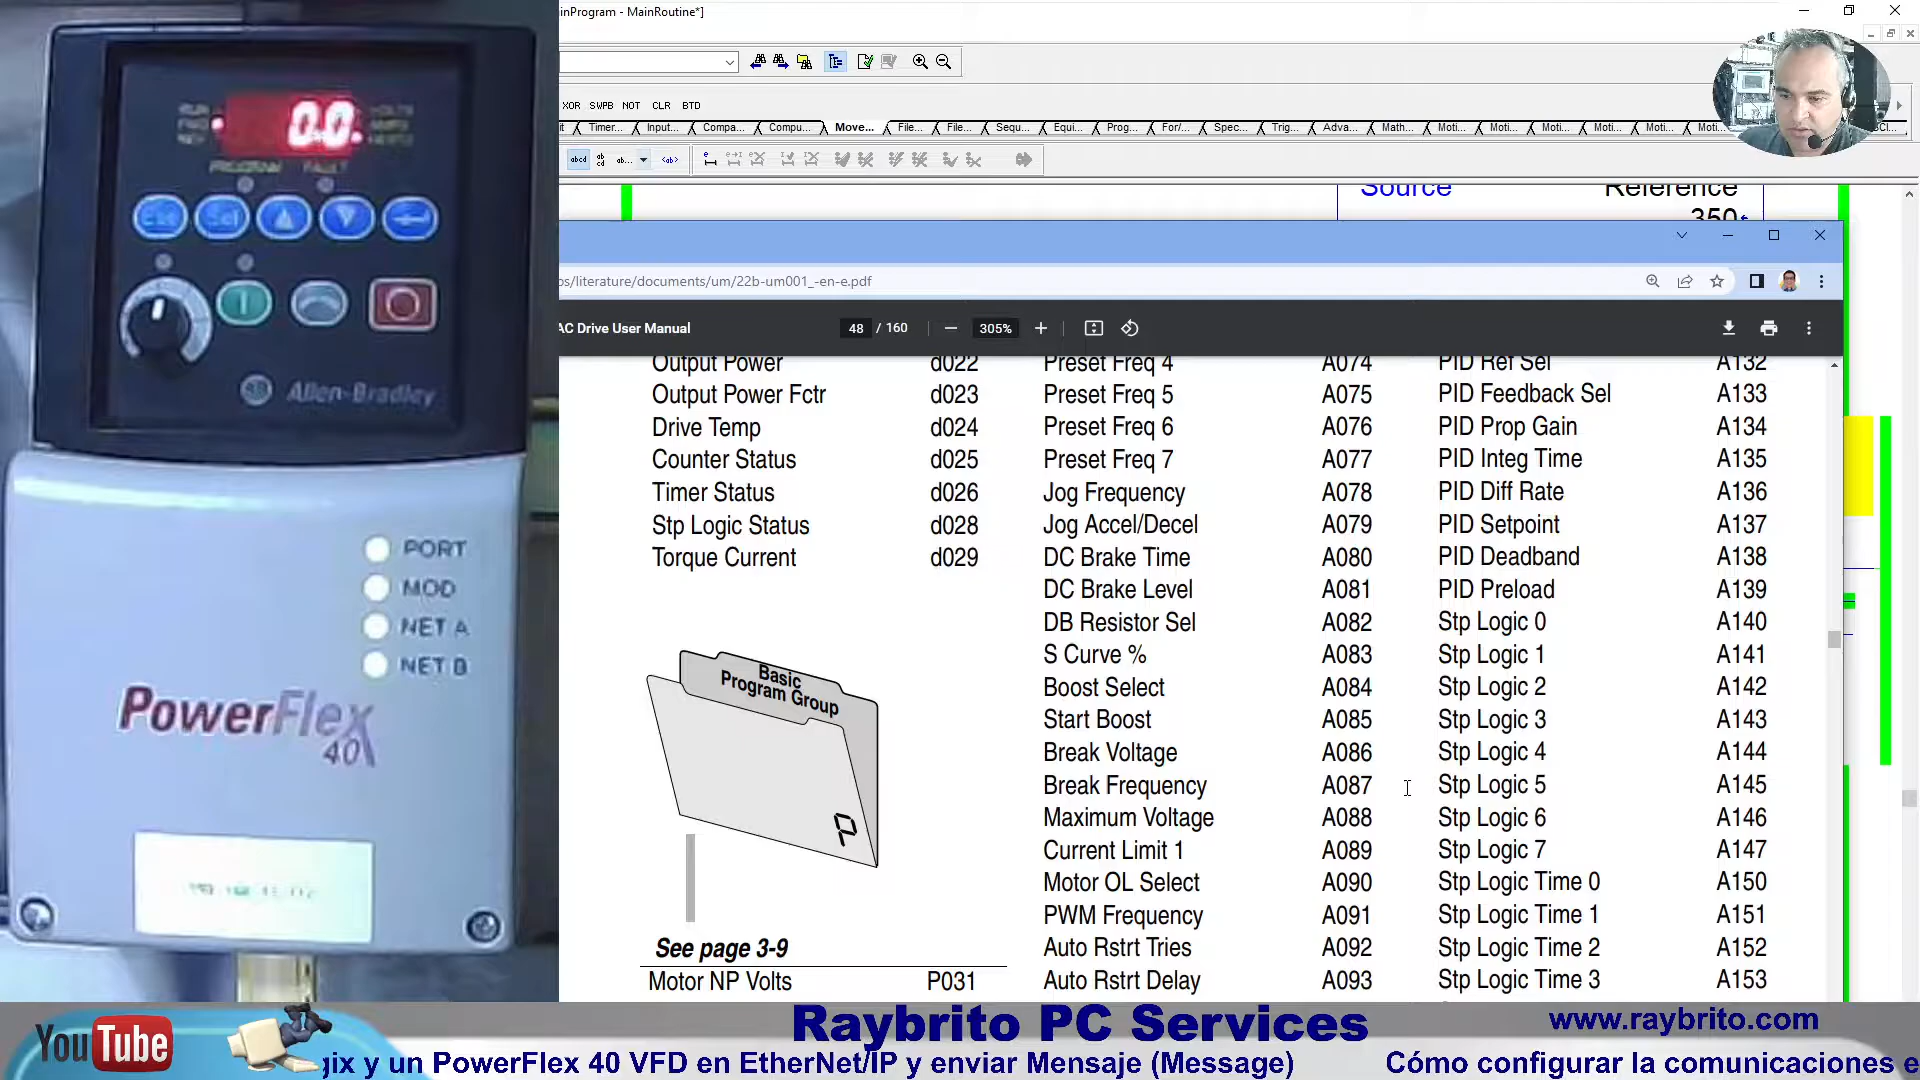 inProgram - MainRoutine*]
XOR SWPB NOT CLR BTD
Timer... Input... Compa... Compu... Move... File... File... Sequ... Equi... Prog... For/... Spec... Trig... Adva... Math... Moti... Moti... Moti... Moti... Moti... Moti...
abcd ab cd ab... <ab>
Source Reference
350
/literature/documents/um/22b-um001_-en-e.pdf
AC Drive User Manual 48 / 160 305%
Output Power d022
Output Power Fctr d023
Drive Temp d024
Counter Status d025
Timer Status d026
Stp Logic Status d028
Torque Current d029
Basic
Program Group
P
See page 3-9
Motor NP Volts P031
Preset Freq 4 A074
Preset Freq 5 A075
Preset Freq 6 A076
Preset Freq 7 A077
Jog Frequency A078
Jog Accel/Decel A079
DC Brake Time A080
DC Brake Level A081
DB Resistor Sel A082
S Curve % A083
Boost Select A084
Start Boost A085
Break Voltage A086
Break Frequency A087
Maximum Voltage A088
Current Limit 1 A089
Motor OL Select A090
PWM Frequency A091
Auto Rstrt Tries A092
Auto Rstrt Delay A093
PID Ref Sel A132
PID Feedback Sel A133
PID Prop Gain A134
PID Integ Time A135
PID Diff Rate A136
PID Setpoint A137
PID Deadband A138
PID Preload A139
Stp Logic 0 A140
Stp Logic 1 A141
Stp Logic 2 A142
Stp Logic 3 A143
Stp Logic 4 A144
Stp Logic 5 A145
Stp Logic 6 A146
Stp Logic 7 A147
Stp Logic Time 0 A150
Stp Logic Time 1 A151
Stp Logic Time 2 A152
Stp Logic Time 3 A153
0.0.
PROGRAM FAULT
Esc Sel
AB Allen-Bradley
PORT
MOD
NET A
NET B
PowerFlex
40
YouTube
Raybrito PC Services
www.raybrito.com
gix y un PowerFlex 40 VFD en EtherNet/IP y enviar Mensaje (Message) Cómo configurar la comunicaciones e